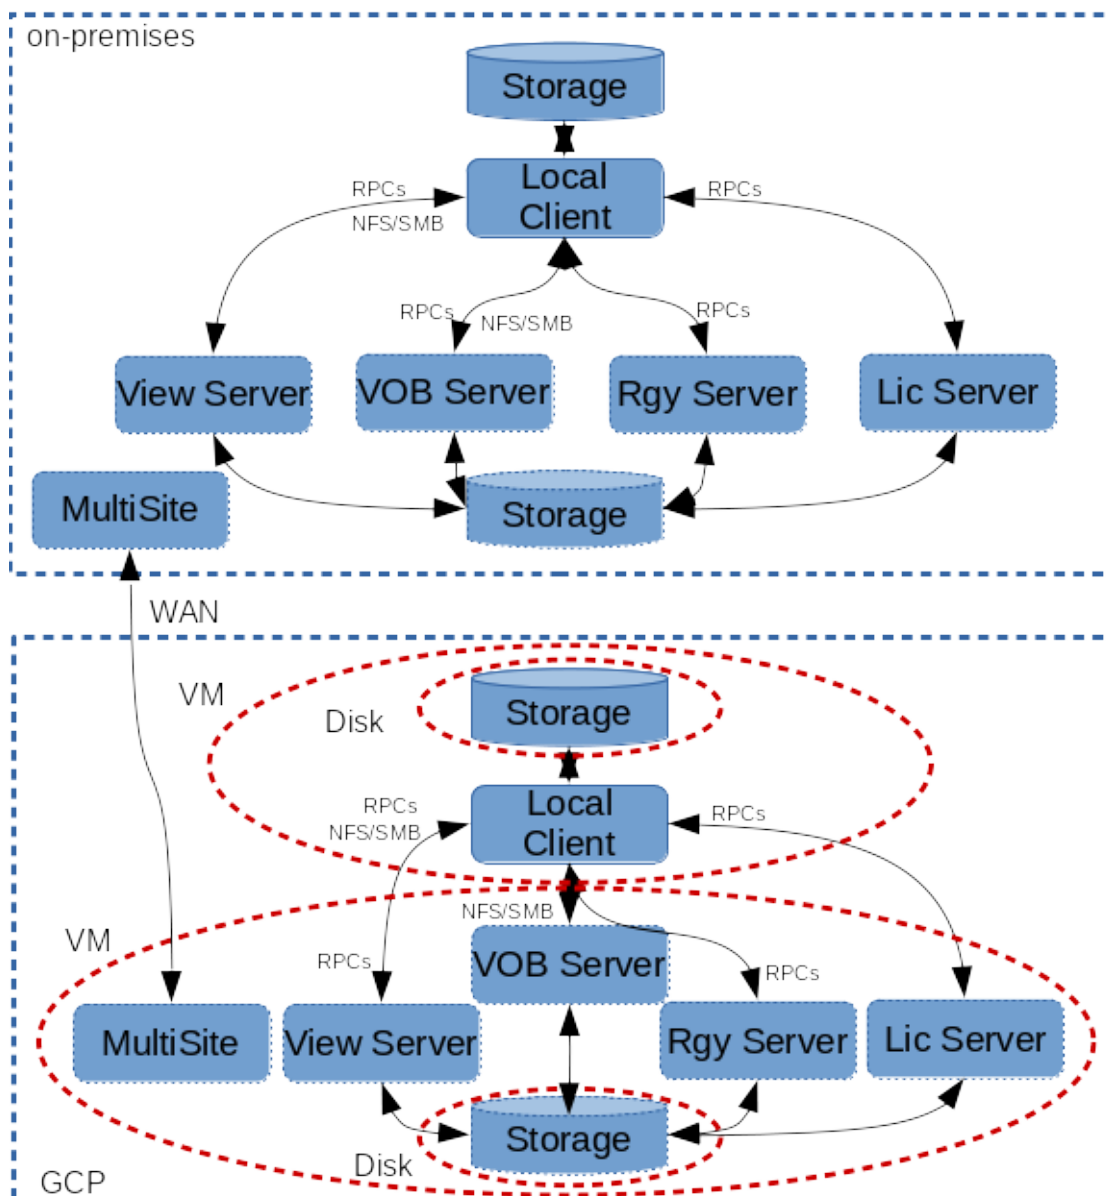 on-premises
Storage
Local
Client
RPCs
NFS/SMB
RPCs
RPCs
NFS/SMB
RPCs
View Server
VOB Server
Rgy Server
Lic Server
MultiSite
Storage
WAN
VM
Disk
Storage
Local
Client
RPCs
NFS/SMB
RPCs
NFS/SMB
VM
RPCs
VOB Server
RPCs
MultiSite
View Server
Rgy Server
Lic Server
Storage
Disk
GCP